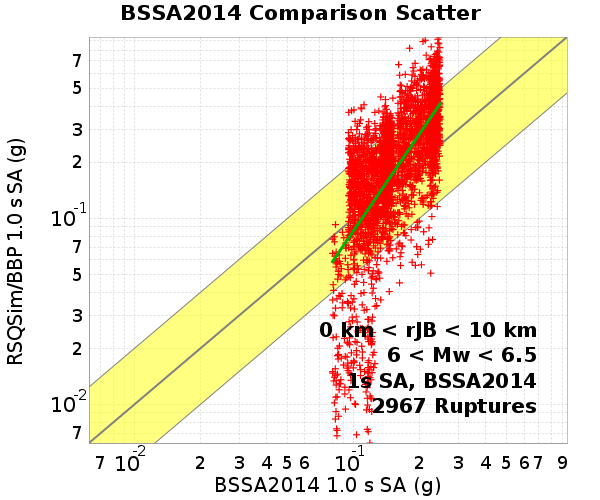 BSSA2014 Comparison Scatter
RSQSim/BBP 1.0 s SA (g)
7
5
3
2
10-1
7
5
3
2
10-2
7
0 km < rJB < 10 km
6 < Mw < 6.5
1s SA, BSSA2014
2967 Ruptures
7 10-2 2 3 4 5 6 10-1 2 3 4 5 6 7 9
BSSA2014 1.0 s SA (g)